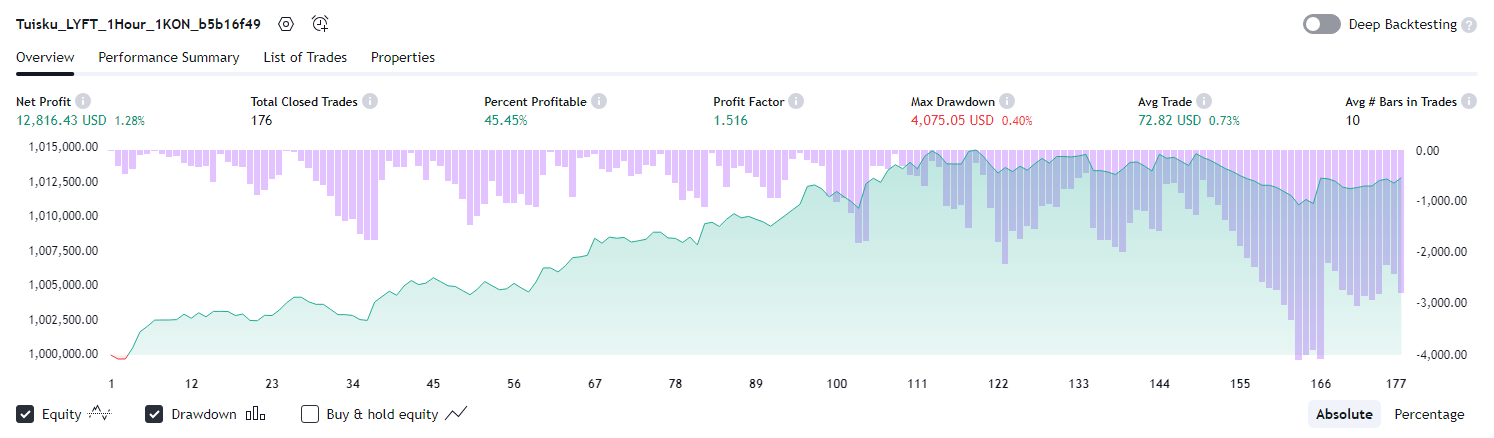 Tuisku_LYFT_1Hour_1KON_b5b16f49
Deep Backtesting
Overview Performance Summary List of Trades Properties
Net Profit Total Closed Trades Percent Profitable Profit Factor Max Drawdown Avg Trade Avg # Bars in Trades
12,816.43 USD 1.28% 176 45.45% 1.516 4,075.05 USD 0.40% 72.82 USD 0.73% 10
1,015,000.00 0.00
1,012,500.00 -1,000.00
1,010,000.00
1,007,500.00 -2,000.00
1,005,000.00 -3,000.00
1,002,500.00
1,000,000.00 -4,000.00
1 12 23 34 45 56 67 78 89 100 111 122 133 144 155 166 177
Equity Drawdown Buy & hold equity Absolute Percentage